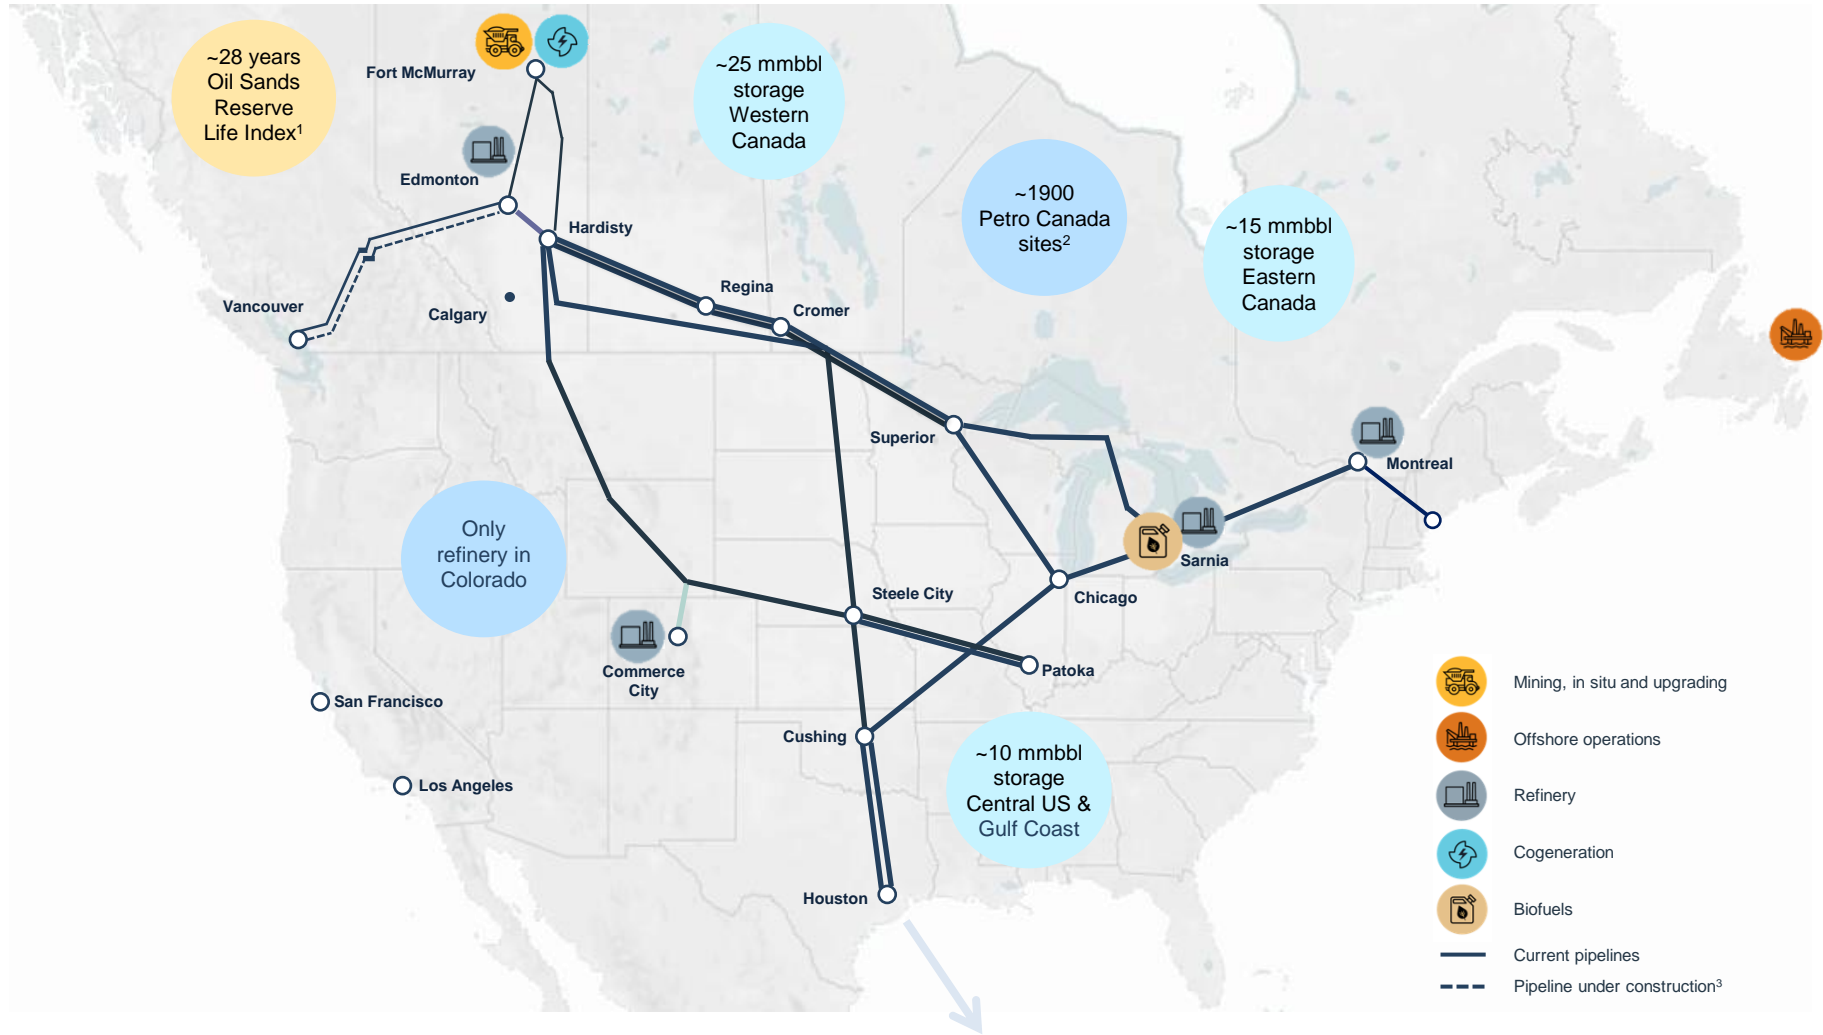 ~28 years
Oil Sands
Reserve
Life Index¹
Fort McMurray
~25 mmbbl
storage
Western
Canada
~1900
Petro Canada
sites²
~15 mmbbl
storage
Eastern
Canada
Edmonton
Hardisty
Vancouver
Calgary
Regina
Cromer
Superior
Montreal
Sarnia
Only
refinery in
Colorado
Steele City
Chicago
Commerce
City
Patoka
San Francisco
Cushing
Los Angeles
~10 mmbbl
storage
Central US &
Gulf Coast
Houston
Mining, in situ and upgrading
Offshore operations
Refinery
Cogeneration
Biofuels
Current pipelines
Pipeline under construction³